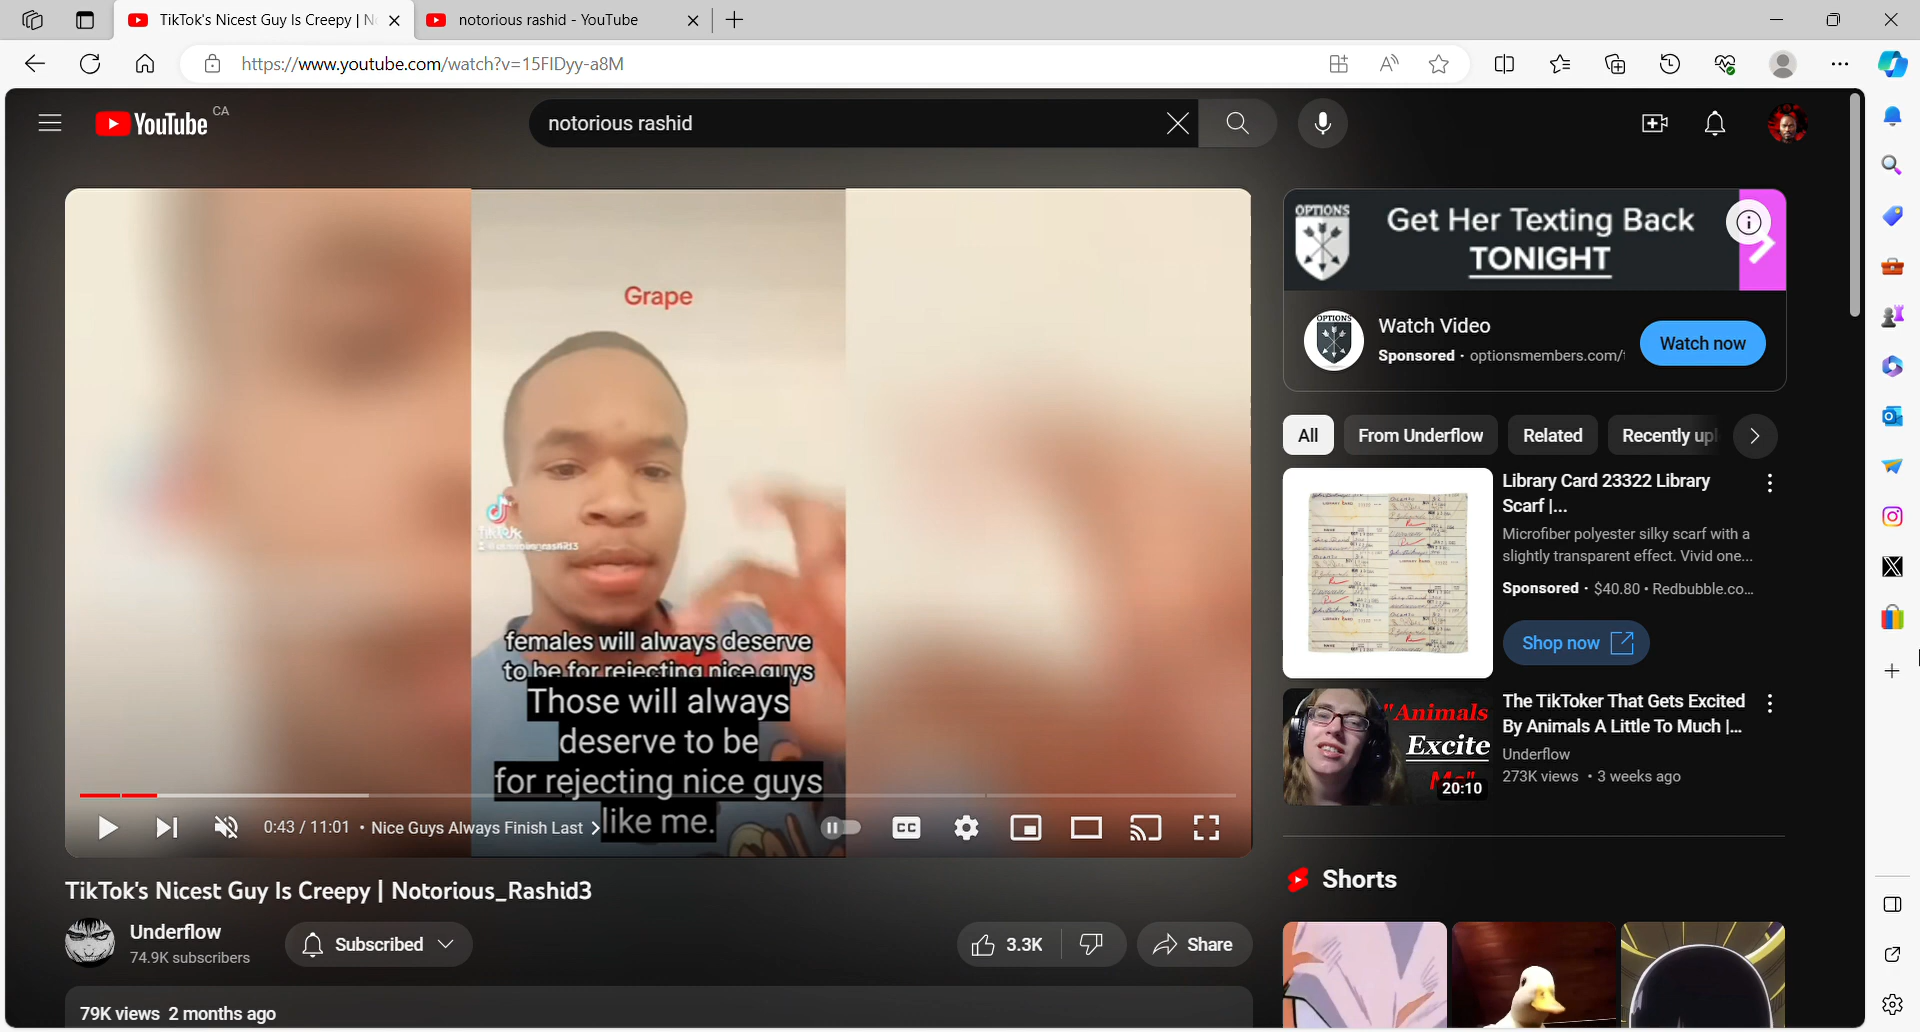 TikTok's Nicest Guy Is Creepy | N
notorious rashid - YouTube
https://www.youtube.com/watch?v=15FIDyy-a8M
YouTube CA
notorious rashid
Grape
TikTok
females will always deserve
to be for rejecting nice guys
Those will always
deserve to be
for rejecting nice guys
like me.
0:43 / 11:01 • Nice Guys Always Finish Last
CC
TikTok's Nicest Guy Is Creepy | Notorious_Rashid3
Underflow
74.9K subscribers
Subscribed
3.3K
Share
79K views 2 months ago
OPTIONS
Get Her Texting Back
TONIGHT
OPTIONS
Watch Video
Sponsored · optionsmembers.com/
Watch now
All
From Underflow
Related
Recently upl
Library Card 23322 Library
Scarf |...
Microfiber polyester silky scarf with a
slightly transparent effect. Vivid one...
Sponsored · $40.80 • Redbubble.co...
Shop now
"Animals
Excite
Me"
20:10
The TikToker That Gets Excited
By Animals A Little To Much |...
Underflow
273K views • 3 weeks ago
Shorts